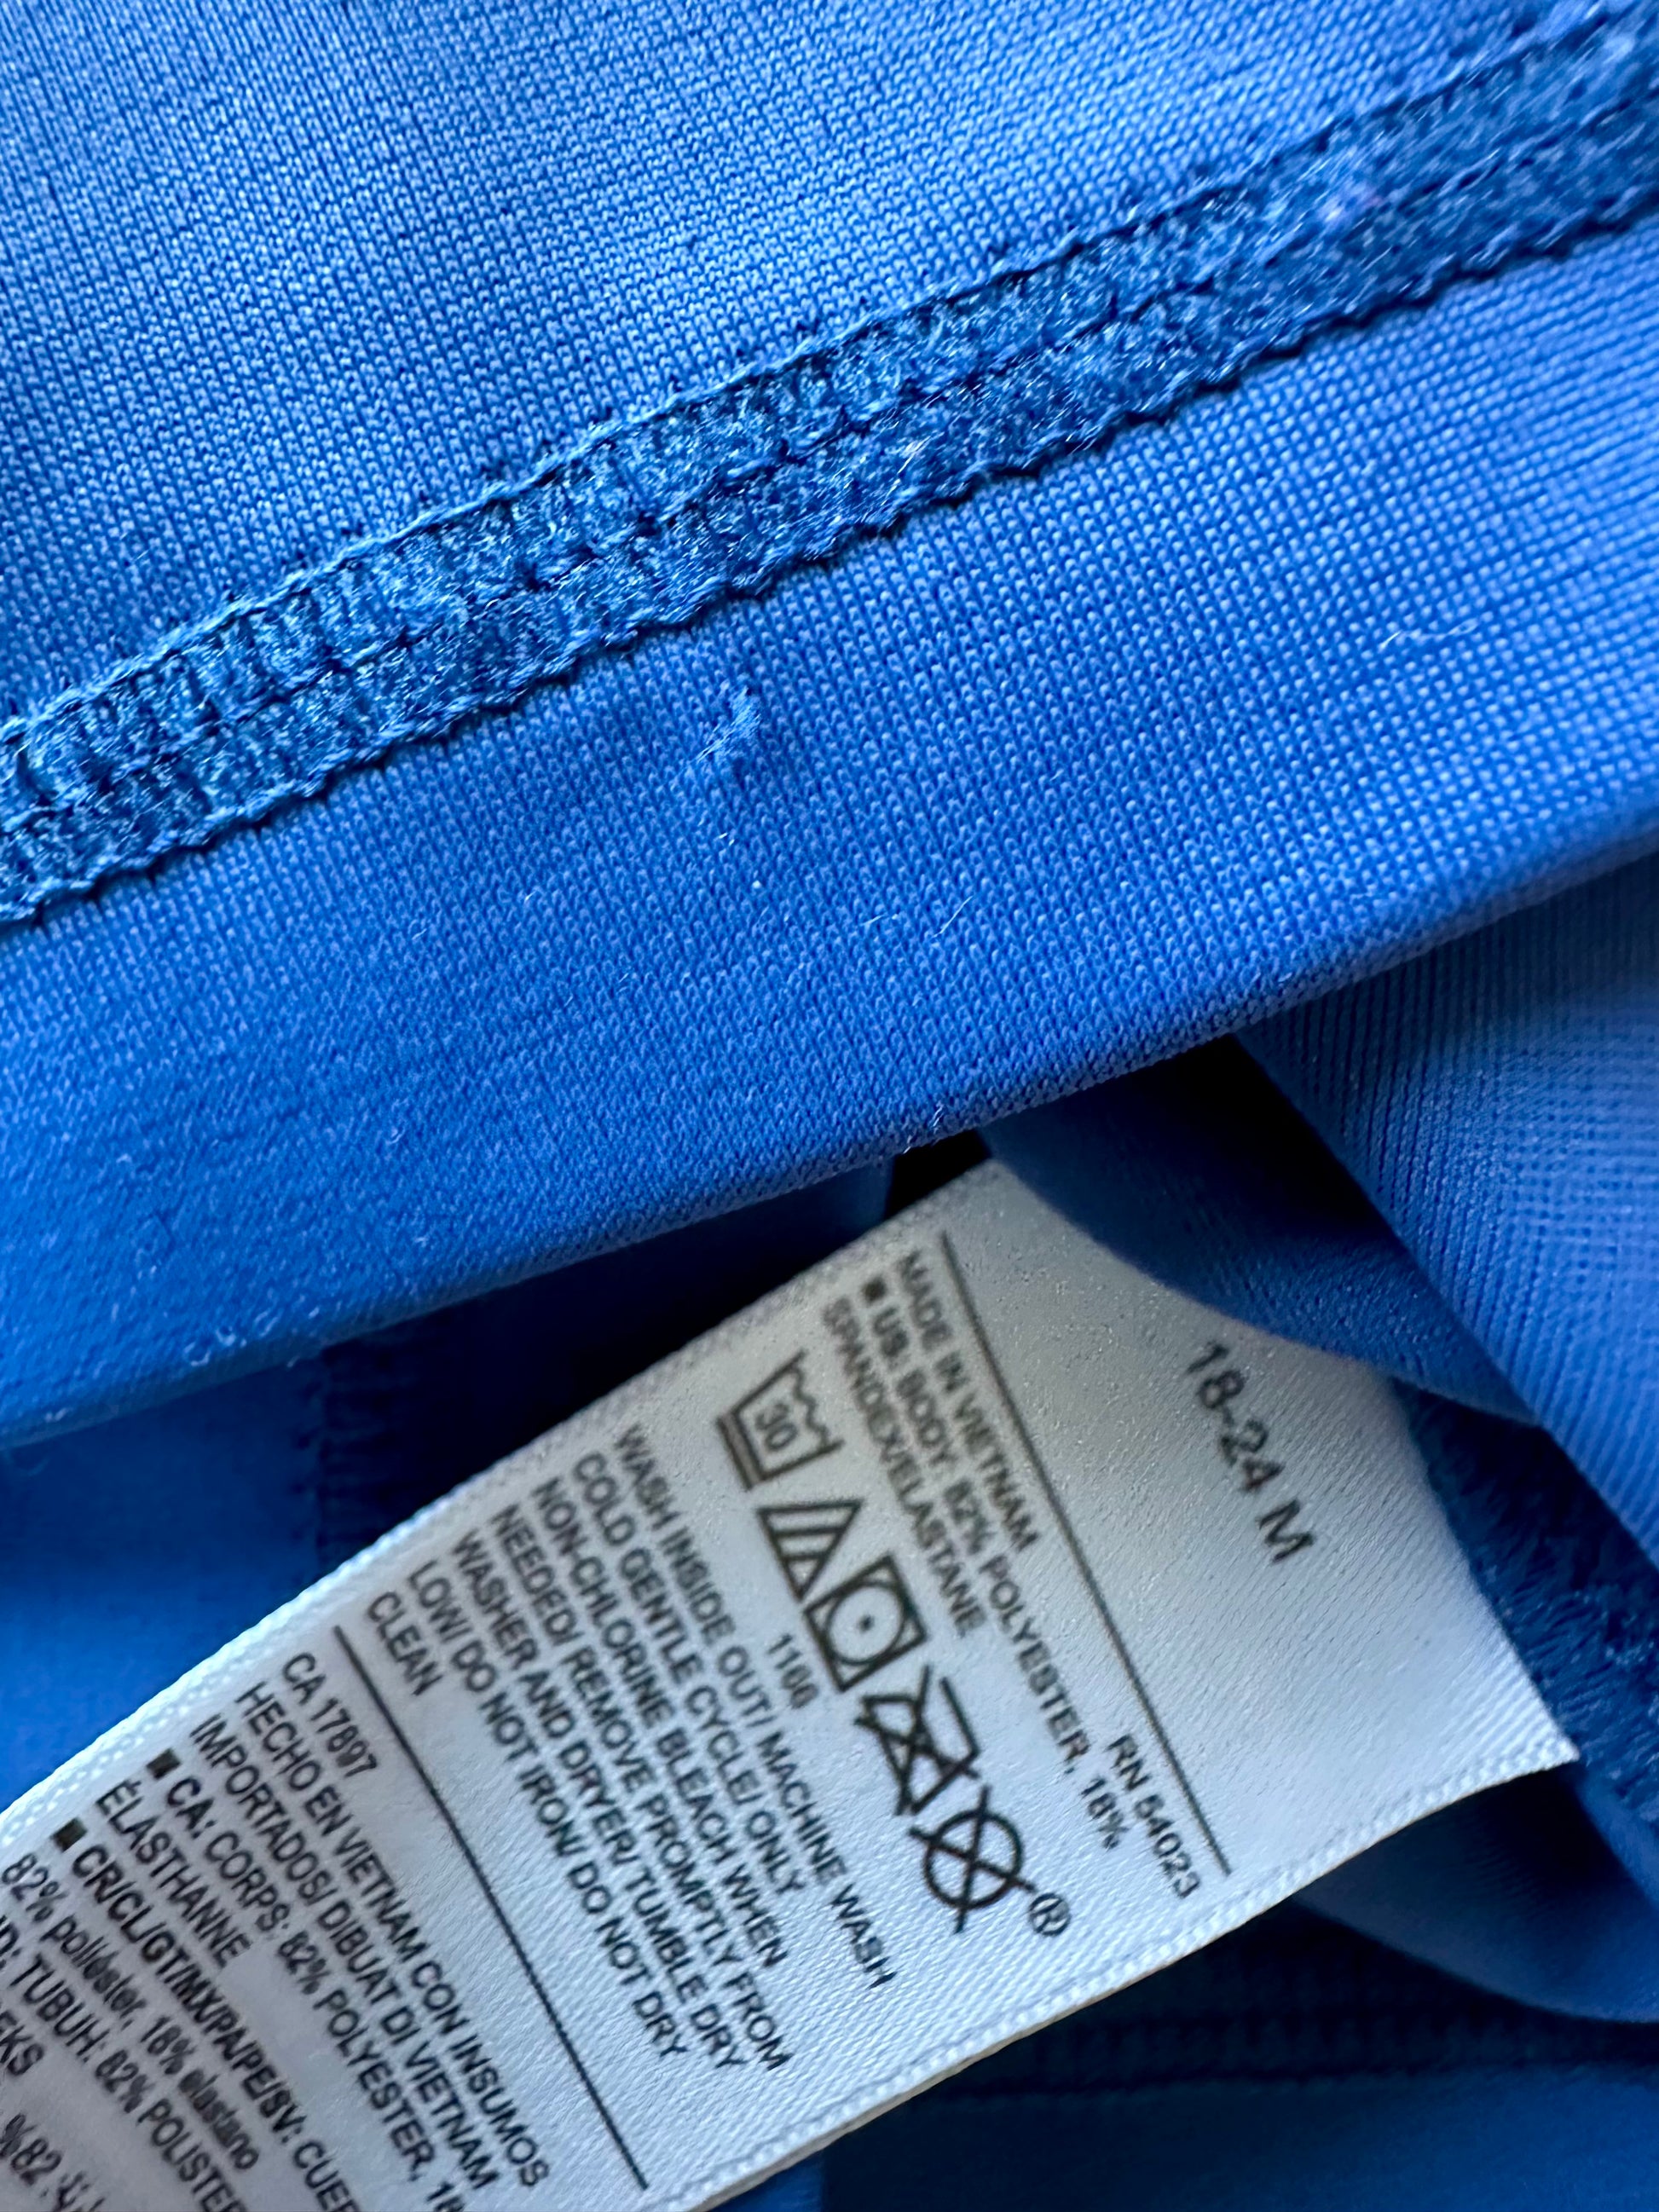 18-24 M
RN 54023
MADE IN VIETNAM
■ US: BODY: 82% POLYESTER, 18%
SPANDEX/ELASTANE
30
®
1166
WASH INSIDE OUT/ MACHINE WASH
COLD GENTLE CYCLE/ ONLY
NON-CHLORINE BLEACH WHEN
NEEDED/ REMOVE PROMPTLY FROM
WASHER AND DRYER/ TUMBLE DRY
LOW/ DO NOT IRON/ DO NOT DRY
CLEAN
CA 17897
HECHO EN VIETNAM CON INSUMOS
IMPORTADOS/ DIBUAT DI VIETNAM
■ CA: CORPS: 82% POLYESTER,
ÉLASTHANNE
■ CR/CL/GT/MX/PA/PE/SV:
82% poliéster, 18% elastano
TUBUH: 82%
%82